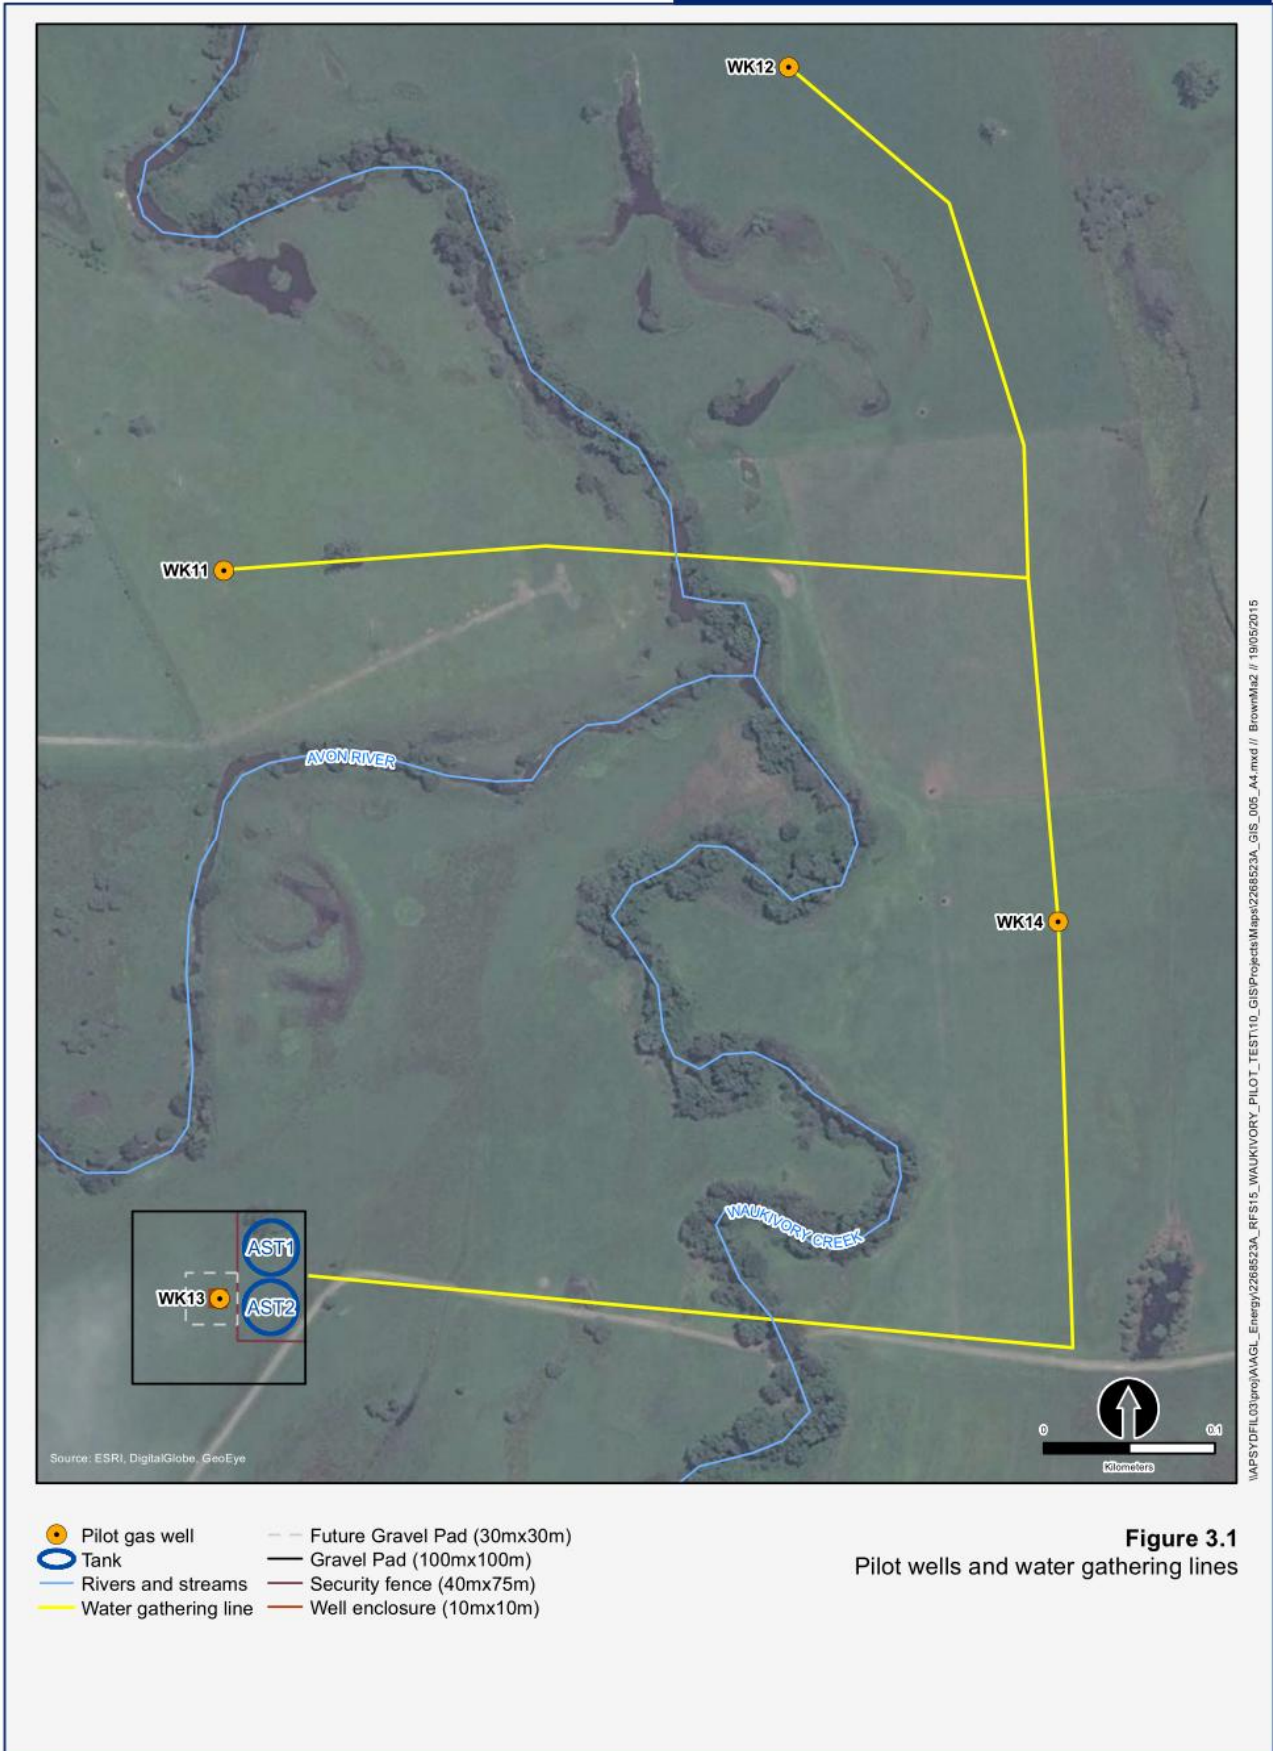 WK12
WK11
AVON RIVER
WK14
WAUKIVORY CREEK
AST1
WK13
AST2
0 0.1
Kilometers
Source: ESRI, DigitalGlobe, GeoEye
\\APSYDFIL03\proj\A\AGL_Energy\2268523A_RFS15_WAUKIVORY_PILOT_TEST\10_GIS\Projects\Maps\2268523A_GIS_005_A4.mxd // BrownMa2 // 19/05/2015
Pilot gas well
Tank
Rivers and streams
Water gathering line
Future Gravel Pad (30mx30m)
Gravel Pad (100mx100m)
Security fence (40mx75m)
Well enclosure (10mx10m)
Figure 3.1
Pilot wells and water gathering lines